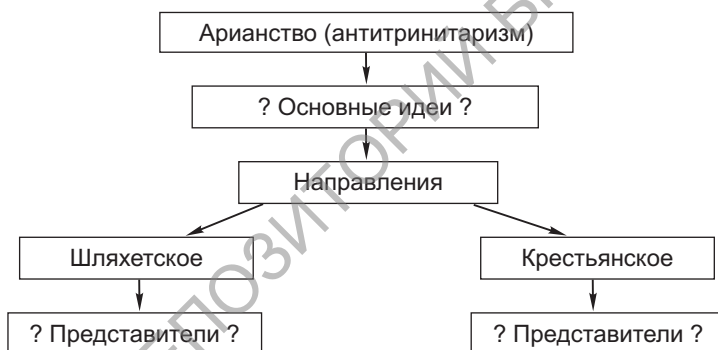 Арианство (антитринитаризм)
? Основные идеи ?
Направления
Шляхетское
Крестьянское
? Представители ?
? Представители ?